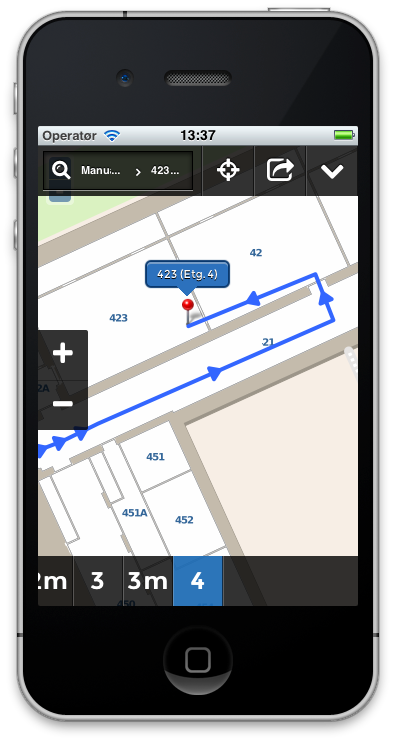 Operatør 13:37
Manu... > 423...
42
423 (Etg. 4)
423
21
2A
451
451A
452
450
2m 3 3m 4